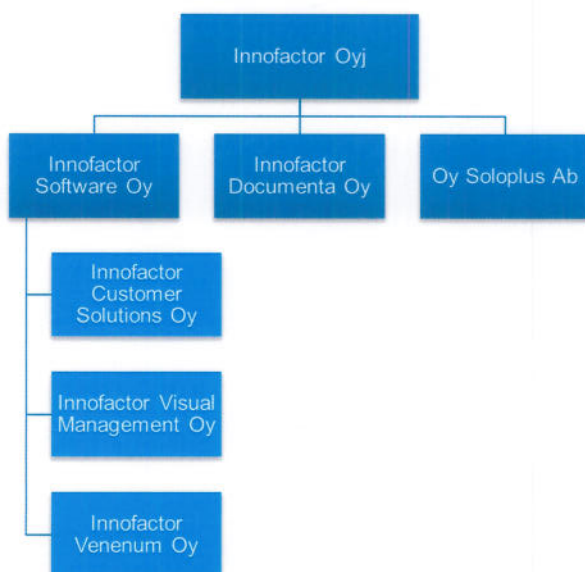 Innofactor Oyj
Innofactor
Software Oy
Innofactor
Documenta Oy
Oy Soloplus Ab
Innofactor
Customer
Solutions Oy
Innofactor Visual
Management Oy
Innofactor
Venenum Oy